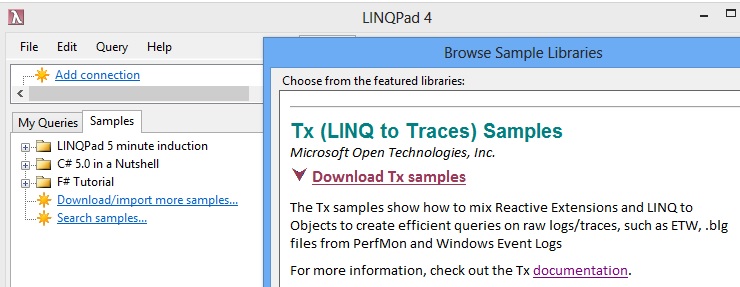 LINQPad 4
File Edit Query Help
Add connection
My Queries Samples
LINQPad 5 minute induction
C# 5.0 in a Nutshell
F# Tutorial
Download/import more samples...
Search samples...
Browse Sample Libraries
Choose from the featured libraries:
Tx (LINQ to Traces) Samples
Microsoft Open Technologies, Inc.
Download Tx samples
The Tx samples show how to mix Reactive Extensions and LINQ to
Objects to create efficient queries on raw logs/traces, such as ETW, .blg
files from PerfMon and Windows Event Logs
For more information, check out the Tx documentation.